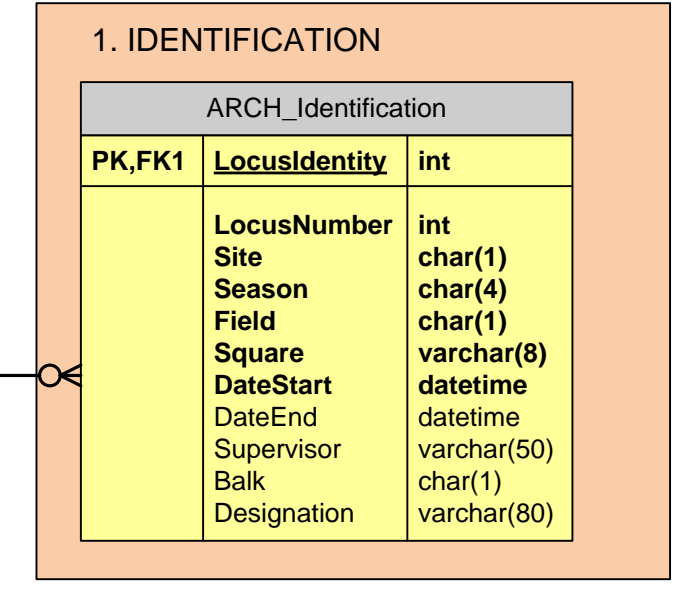 1. IDENTIFICATION
ARCH_Identification
PK,FK1 LocusIdentity int
LocusNumber int
Site char(1)
Season char(4)
Field char(1)
Square varchar(8)
DateStart datetime
DateEnd datetime
Supervisor varchar(50)
Balk char(1)
Designation varchar(80)